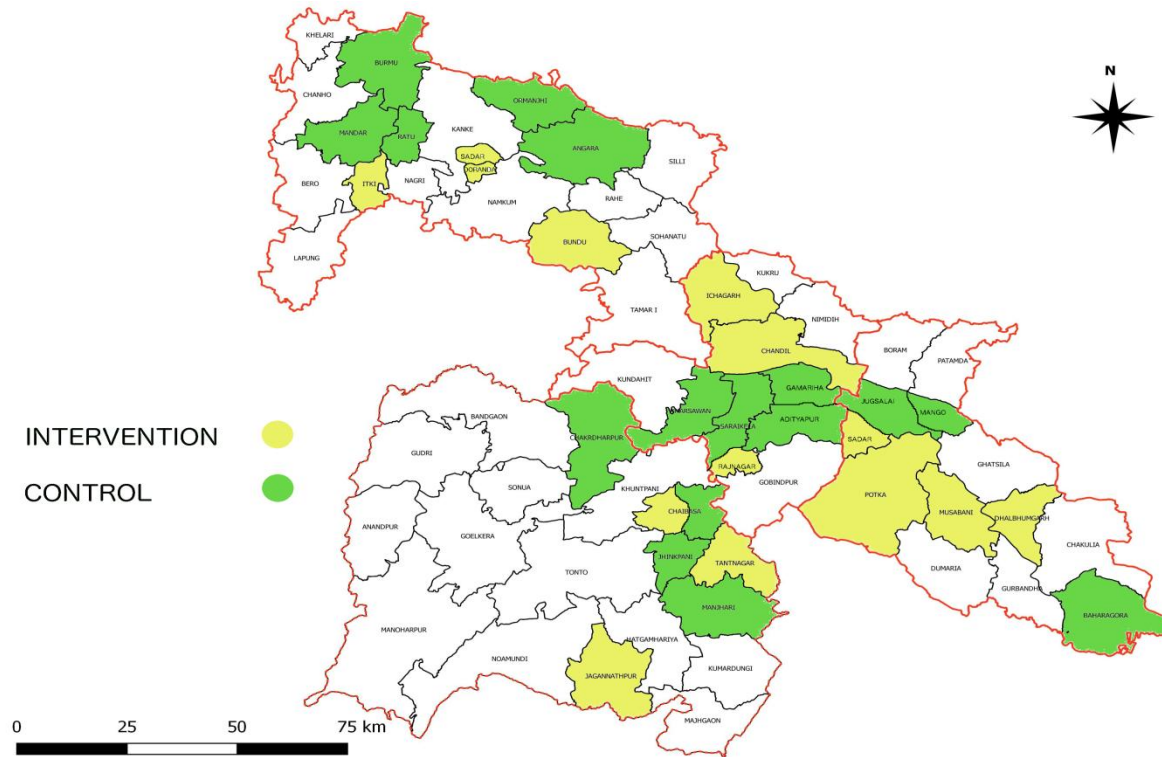 N
KHELARI
BURMU
CHANHO
ORMANJHI
MANDAR
RATU
KANKE
ANGARA
SILLI
SADAR
DORANDA
BERO
ITKI
NAGRI
NAMKUM
RAHE
BUNDU
SOHANATU
LAPUNG
KUKRU
ICHAGARH
TAMAR I
NIMIDIH
BORAM
PATAMDA
CHANDIL
KUNDAHIT
GAMARIHA
JUGSALAI
MANGO
BANDGAON
ADITYAPUR
SARAIKELA
CHAKRDHARPUR
SADAR
GUDRI
RAJNAGAR
GHATSILA
GOBINDPUR
SONUA
KHUNTPANI
POTKA
CHAIBASA
MUSABANI
DHALBHUMGARH
ANANDPUR
GOELKERA
CHAKULIA
JHINKPANI
TANTNAGAR
TONTO
DUMARIA
GURBANDHA
MANJHARI
BAHARAGORA
MANOHARPUR
HATGAMHARIYA
NOAMUNDI
KUMARDUNGI
JAGANNATHPUR
MAJHGAON
INTERVENTION
CONTROL
0 25 50 75 km